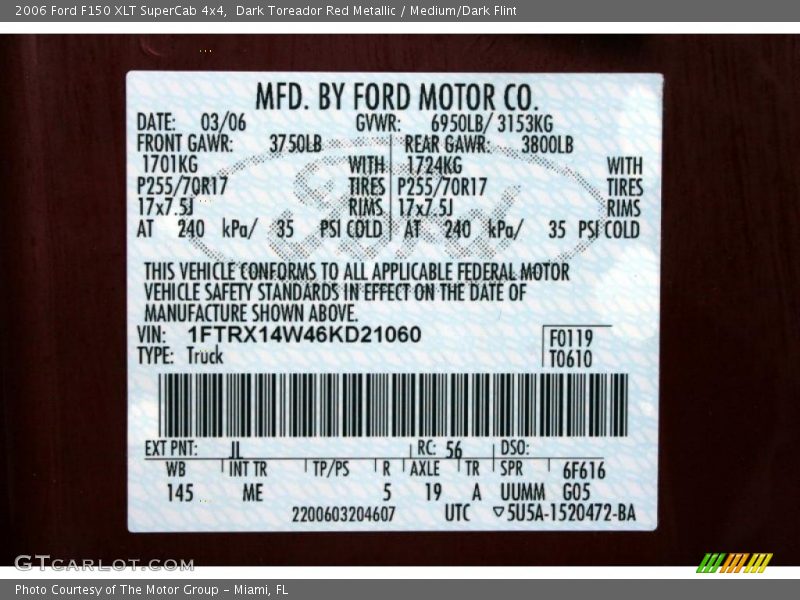 2006 Ford F150 XLT SuperCab 4x4, Dark Toreador Red Metallic / Medium/Dark Flint
MFD. BY FORD MOTOR CO.
DATE: 03/06 GVWR: 6950LB/ 3153KG
FRONT GAWR: 3750LB REAR GAWR: 3800LB
1701KG WITH 1724KG WITH
P255/70R17 TIRES P255/70R17 TIRES
17x7.5J RIMS 17x7.5J RIMS
AT 240 kPa/ 35 PSI COLD AT 240 kPa/ 35 PSI COLD
Ford
THIS VEHICLE CONFORMS TO ALL APPLICABLE FEDERAL MOTOR
VEHICLE SAFETY STANDARDS IN EFFECT ON THE DATE OF
MANUFACTURE SHOWN ABOVE.
VIN: 1FTRX14W46KD21060 F0119
TYPE: Truck T0610
EXT PNT: JL RC: 56 DSO:
WB INT TR TP/PS R AXLE TR SPR 6F616
145 ME 5 19 A UUMM G05
2200603204607 UTC ▽5U5A-1520472-BA
GTCarLot.com
Photo Courtesy of The Motor Group - Miami, FL